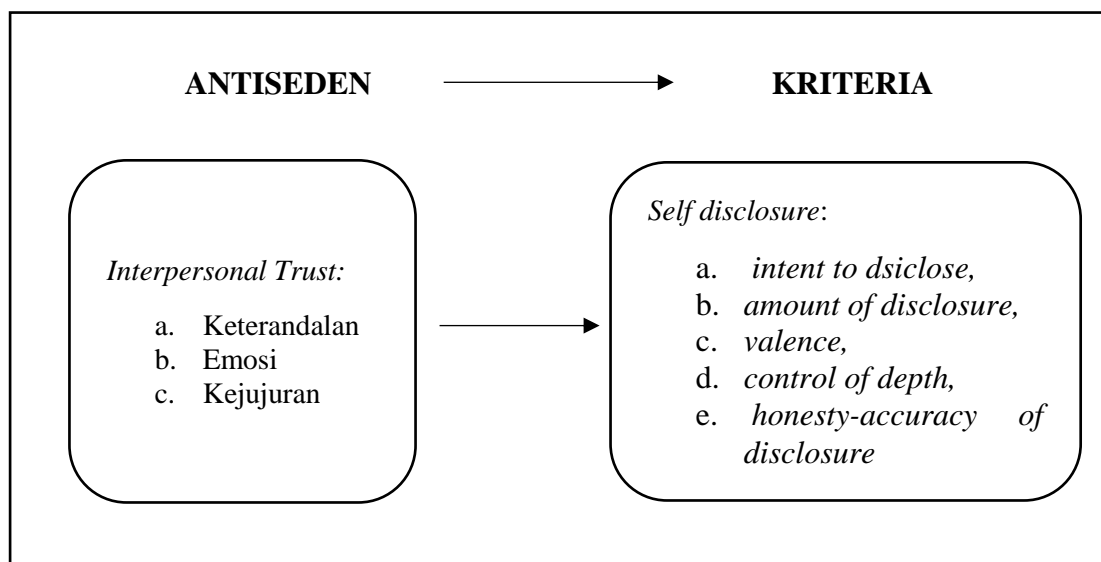 ANTISEDEN
KRITERIA
Interpersonal Trust:
a. Keterandalan
b. Emosi
c. Kejujuran
Self disclosure:
a. intent to dsiclose,
b. amount of disclosure,
c. valence,
d. control of depth,
e. honesty-accuracy of
disclosure